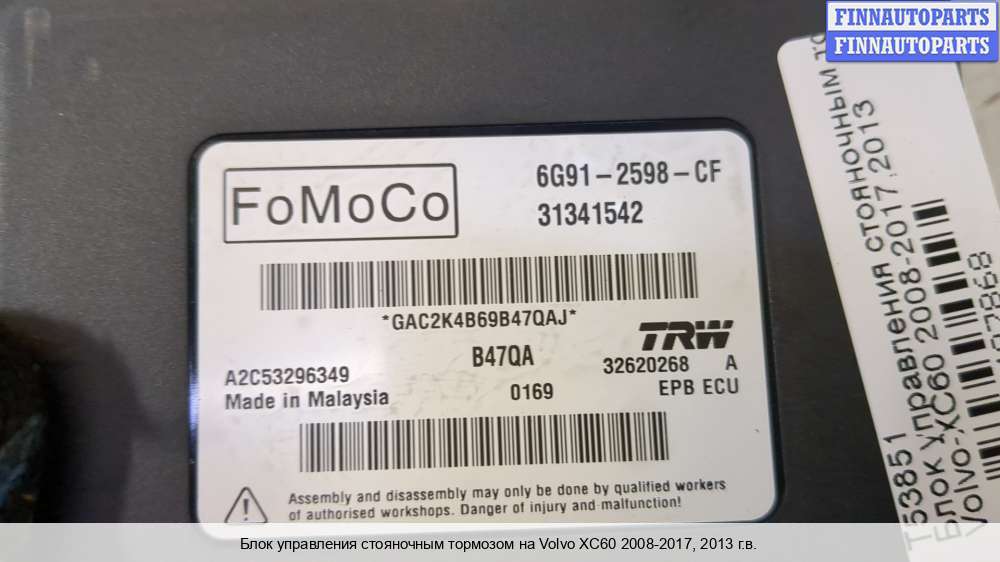 FINNAUTOPARTS
FINNAUTOPARTS
FoMoCo
6G91-2598-CF
31341542
*GAC2K4B69B47QAJ*
TRW
B47QA
32620268 A
A2C53296349
Made in Malaysia
0169
EPB ECU
Assembly and disassembly may only be done by qualified workers
of authorised workshops. Danger of injury and malfunction!
T53851
Блок управления стояночным
Volvo-XC60 2008-2017,2013
Блок управления стояночным тормозом на Volvo XC60 2008-2017, 2013 г.в.